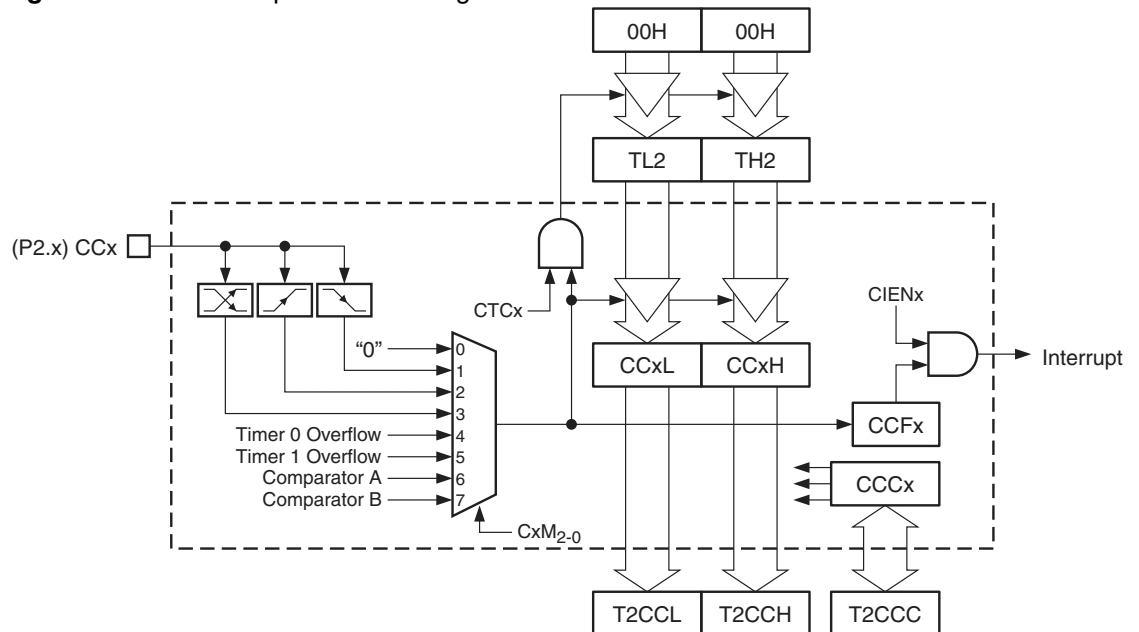 00H 00H
TL2 TH2
(P2.x) CCx
CTCx
CIENx
"0"
0
1
2
3
Timer 0 Overflow 4
Timer 1 Overflow 5
Comparator A 6
Comparator B 7
CxM2-0
CCxL CCxH
Interrupt
CCFx
CCCx
T2CCL T2CCH T2CCC